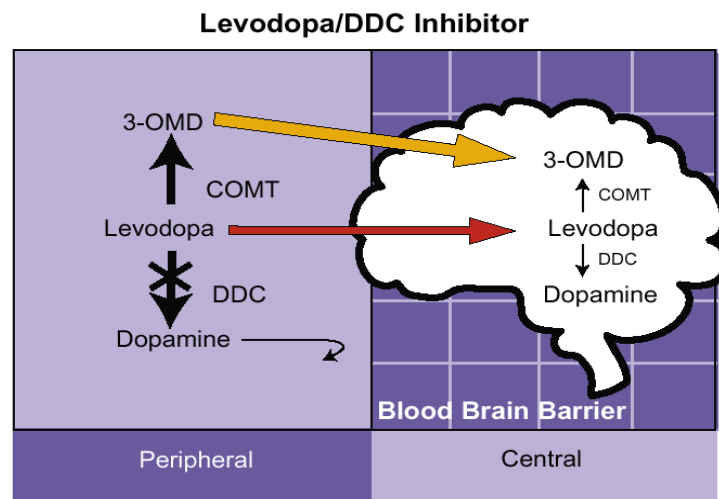 Levodopa/DDC Inhibitor
3-OMD
COMT
Levodopa
DDC
Dopamine
3-OMD
COMT
Levodopa
DDC
Dopamine
Blood Brain Barrier
Peripheral
Central